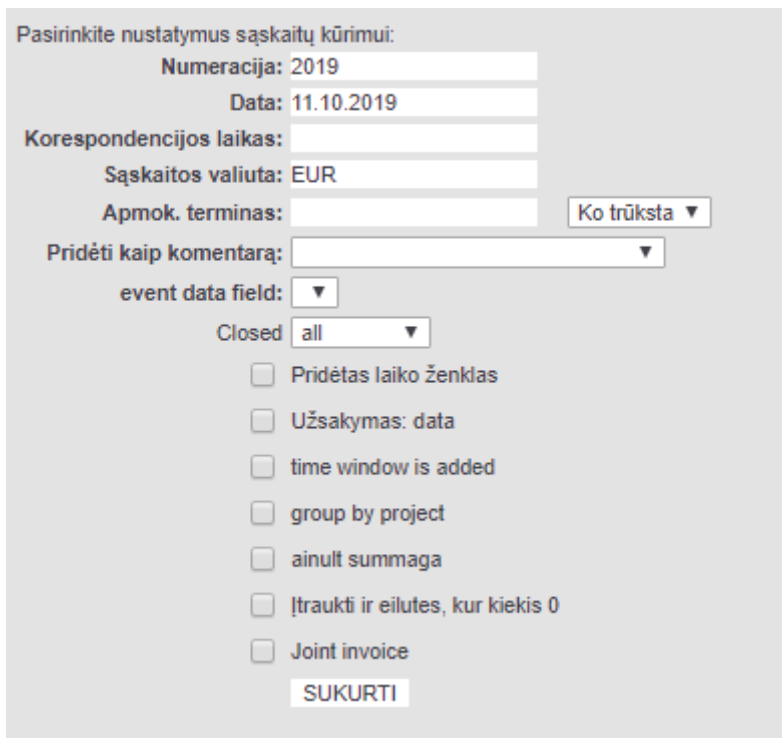 Pasirinkite nustatymus sąskaitų kūrimui:
Numeracija: 2019
Data: 11.10.2019
Korespondencijos laikas:
Sąskaitos valiuta: EUR
Apmok. terminas: Ko trūksta
Pridėti kaip komentarą:
event data field:
Closed all
Pridėtas laiko ženklas
Užsakymas: data
time window is added
group by project
ainult summaga
Įtraukti ir eilutes, kur kiekis 0
Joint invoice
SUKURTI